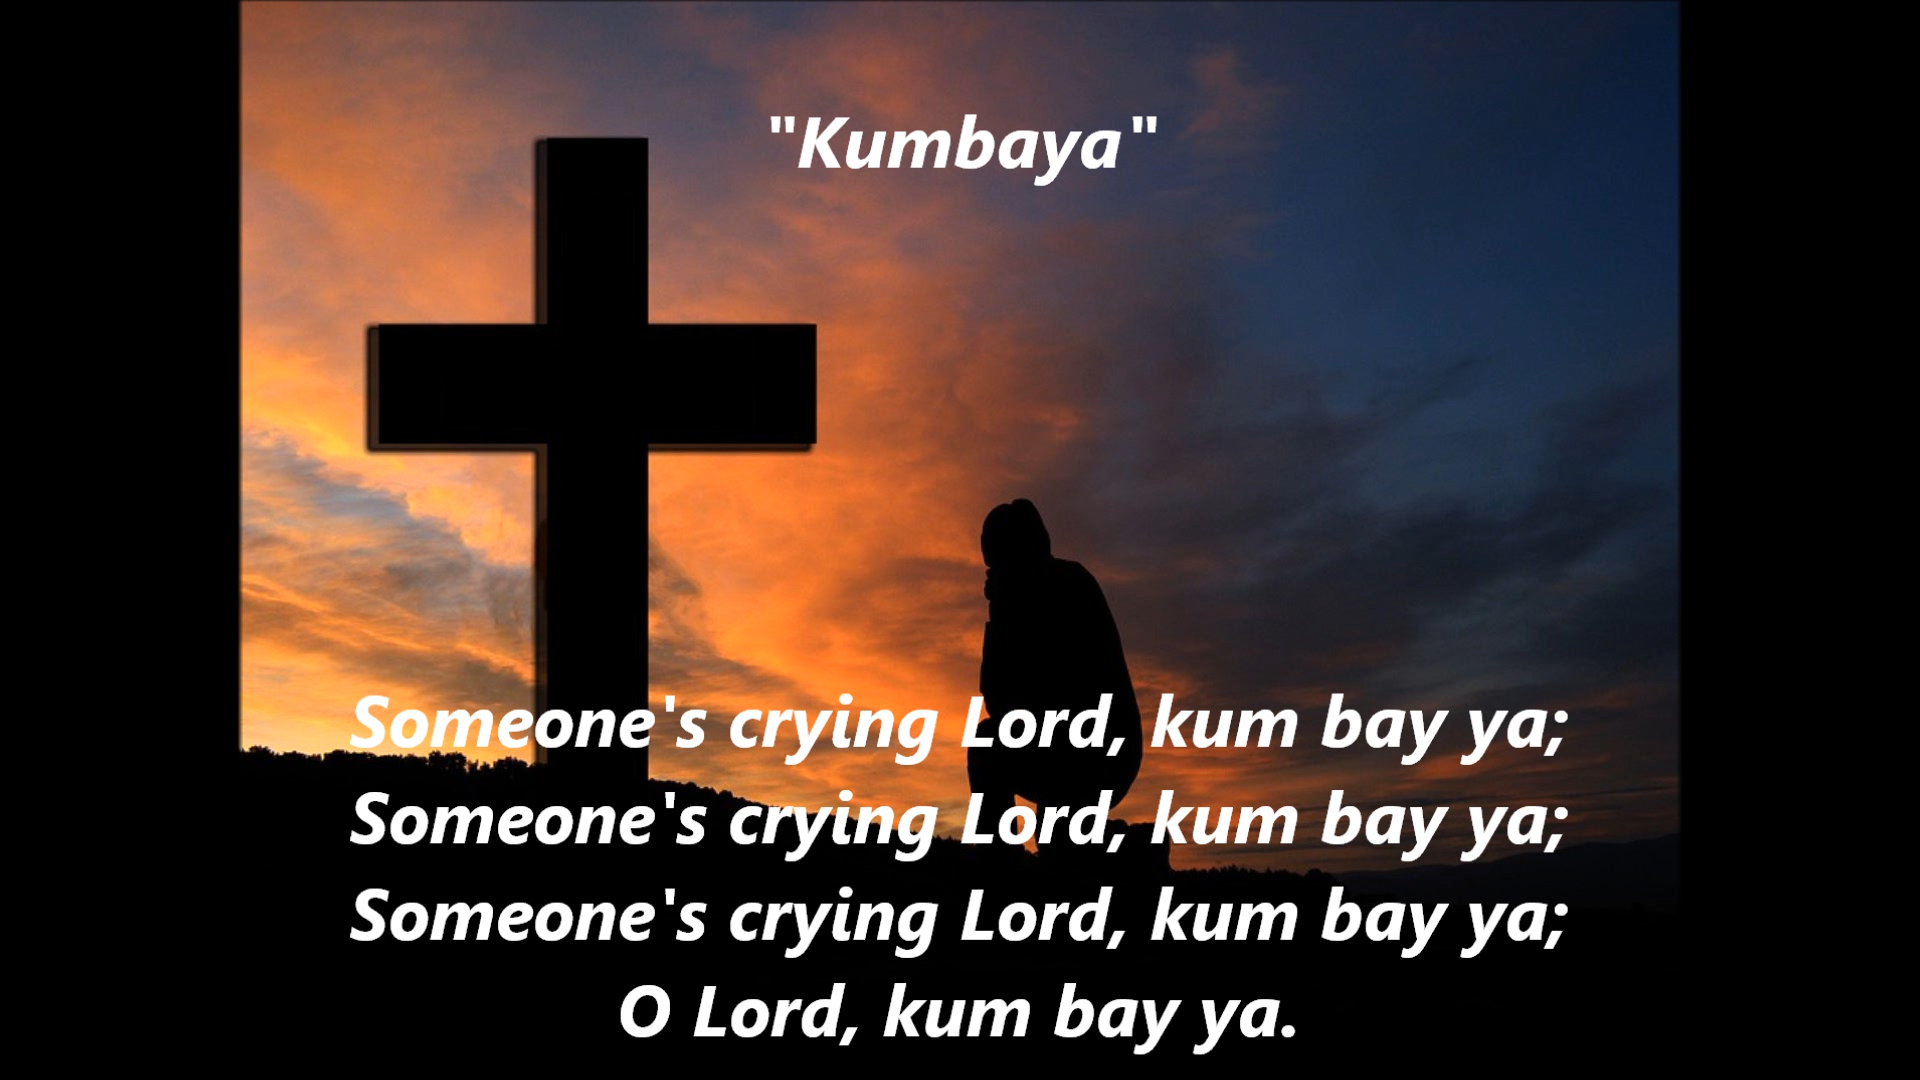 "Kumbaya"
Someone's crying Lord, kum bay ya;
Someone's crying Lord, kum bay ya;
Someone's crying Lord, kum bay ya;
O Lord, kum bay ya.